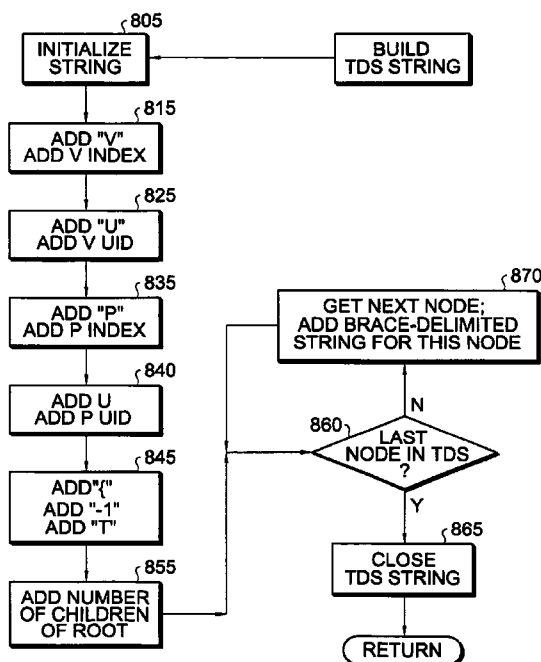 805
INITIALIZE
STRING
BUILD
TDS STRING
815
ADD "V"
ADD V INDEX
825
ADD "U"
ADD V UID
835
ADD "P"
ADD P INDEX
840
ADD U
ADD P UID
845
ADD"{"
ADD "-1"
ADD "T"
855
ADD NUMBER
OF CHILDREN
OF ROOT
870
GET NEXT NODE;
ADD BRACE-DELIMITED
STRING FOR THIS NODE
N
860
LAST
NODE IN TDS
?
Y
865
CLOSE
TDS STRING
RETURN